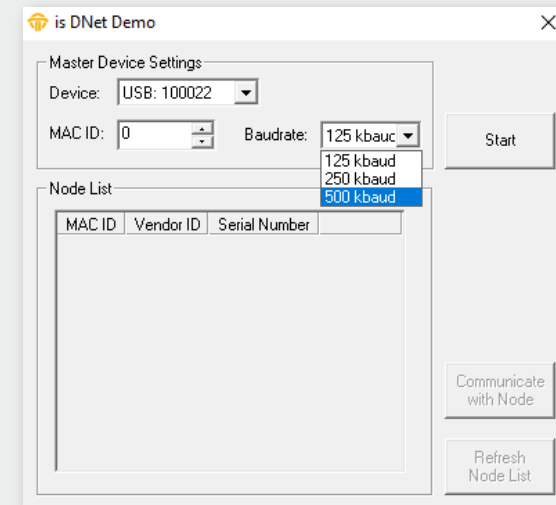 is DNet Demo
Master Device Settings
Device: USB: 100022
MAC ID: 0 Baudrate: 125 kbauc
Start
125 kbaud
250 kbaud
500 kbaud
Node List
MAC ID Vendor ID Serial Number
Communicate
with Node
Refresh
Node List